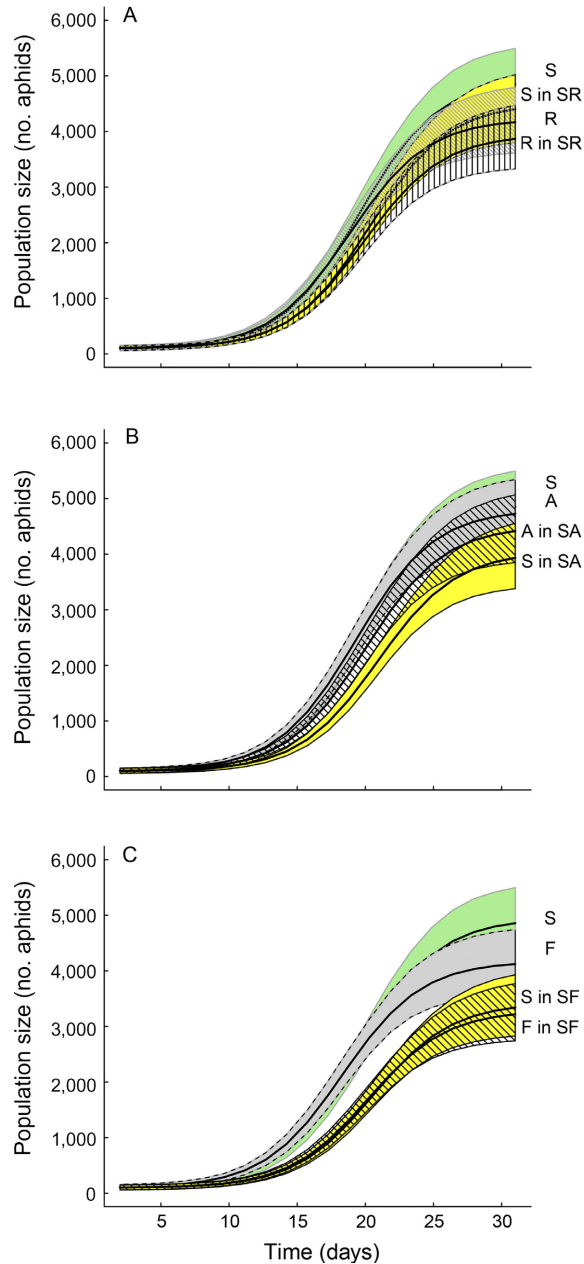 A
6,000
5,000
4,000
3,000
2,000
1,000
0
Population size (no. aphids)
S
S in SR
R
R in SR
B
6,000
5,000
4,000
3,000
2,000
1,000
0
Population size (no. aphids)
S
A
A in SA
S in SA
C
6,000
5,000
4,000
3,000
2,000
1,000
0
Population size (no. aphids)
S
F
S in SF
F in SF
5 10 15 20 25 30
Time (days)